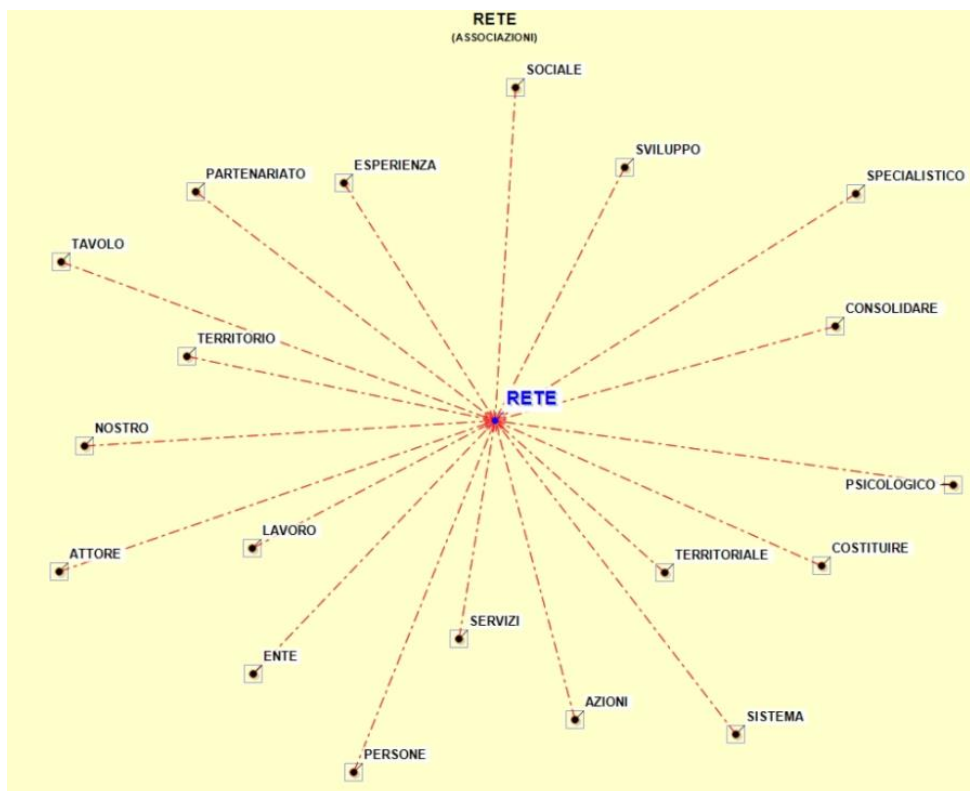 RETE
(ASSOCIAZIONI)
SOCIALE
SVILUPPO
ESPERIENZA
PARTENARIATO
SPECIALISTICO
TAVOLO
CONSOLIDARE
TERRITORIO
RETE
NOSTRO
PSICOLOGICO
LAVORO
ATTORE
TERRITORIALE
COSTITUIRE
SERVIZI
ENTE
AZIONI
SISTEMA
PERSONE